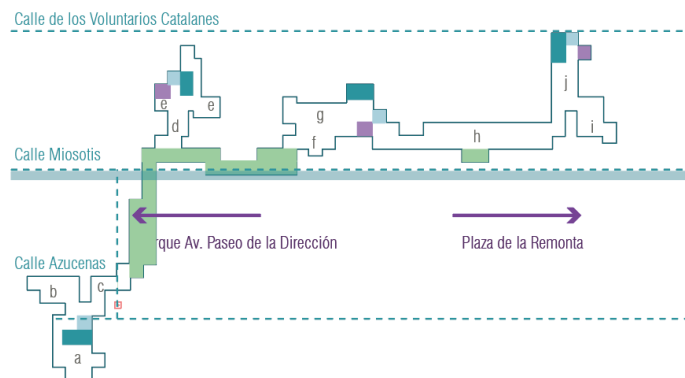 Calle de los Voluntarios Catalanes
j
e
e
g
d
f
h
i
Calle Miosotis
rque Av. Paseo de la Dirección
Plaza de la Remonta
Calle Azucenas
b
c
a